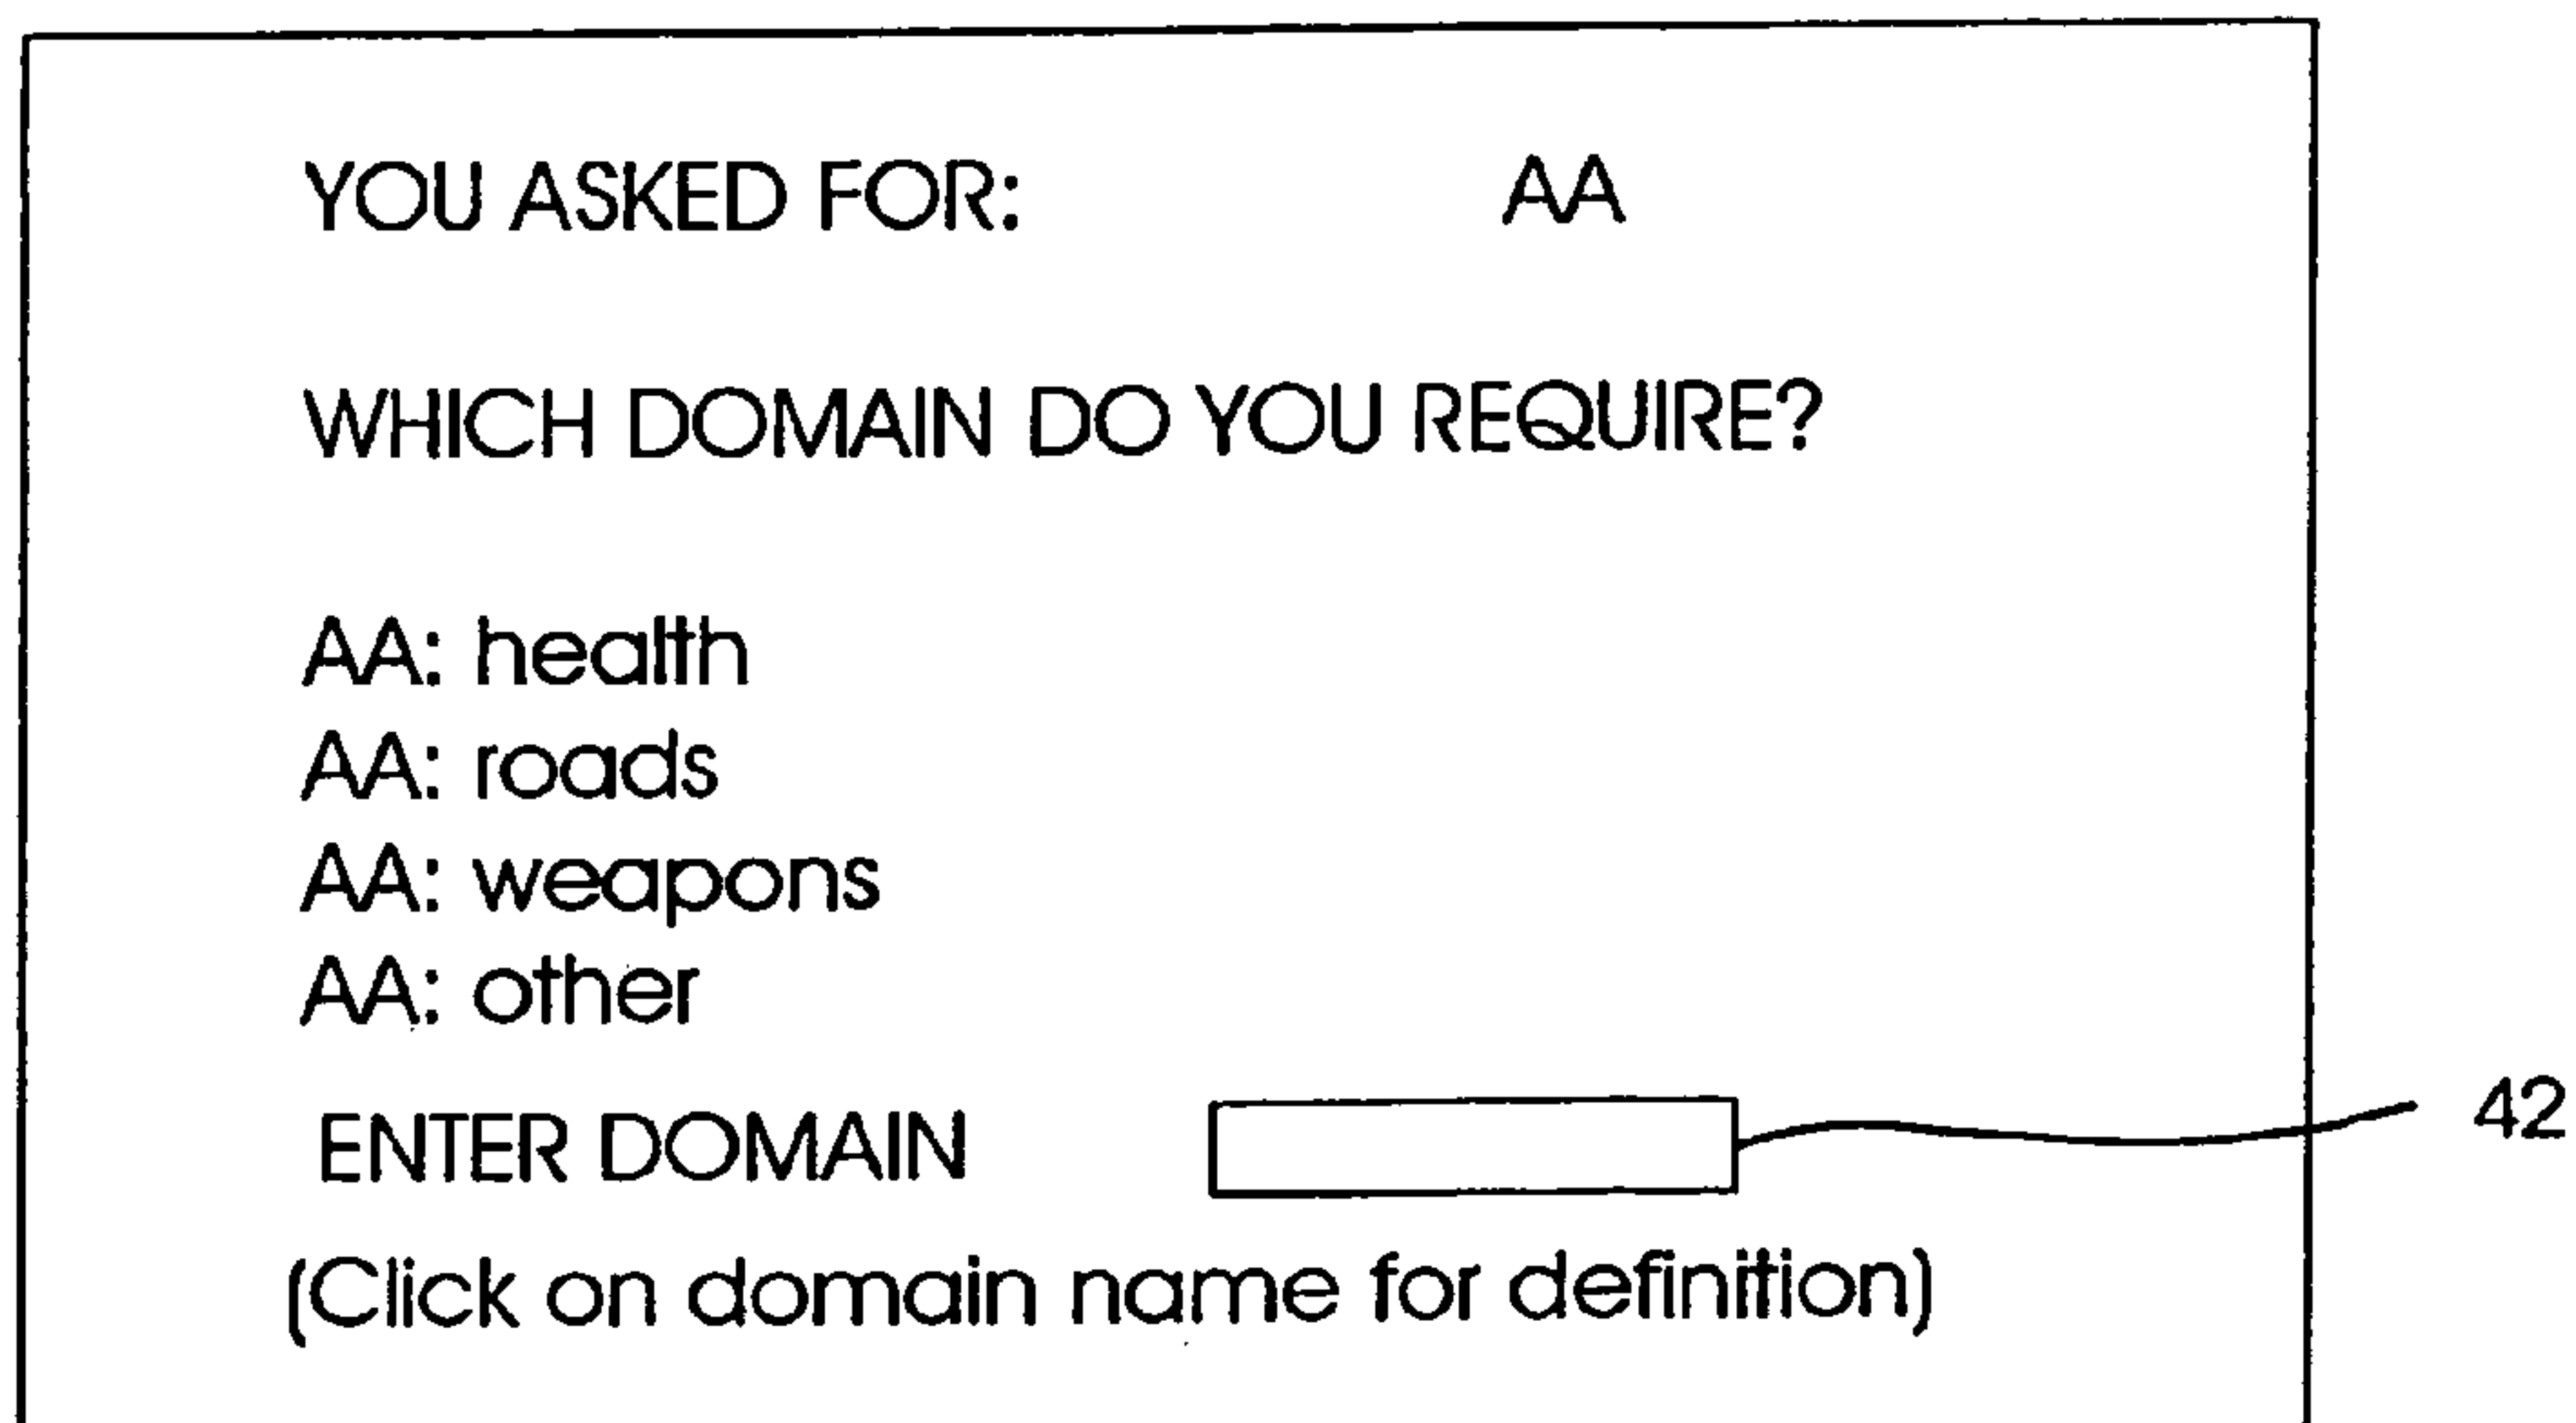 YOU ASKED FOR: AA
WHICH DOMAIN DO YOU REQUIRE?
AA: health
AA: roads
AA: weapons
AA: other
ENTER DOMAIN 42
(Click on domain name for definition)